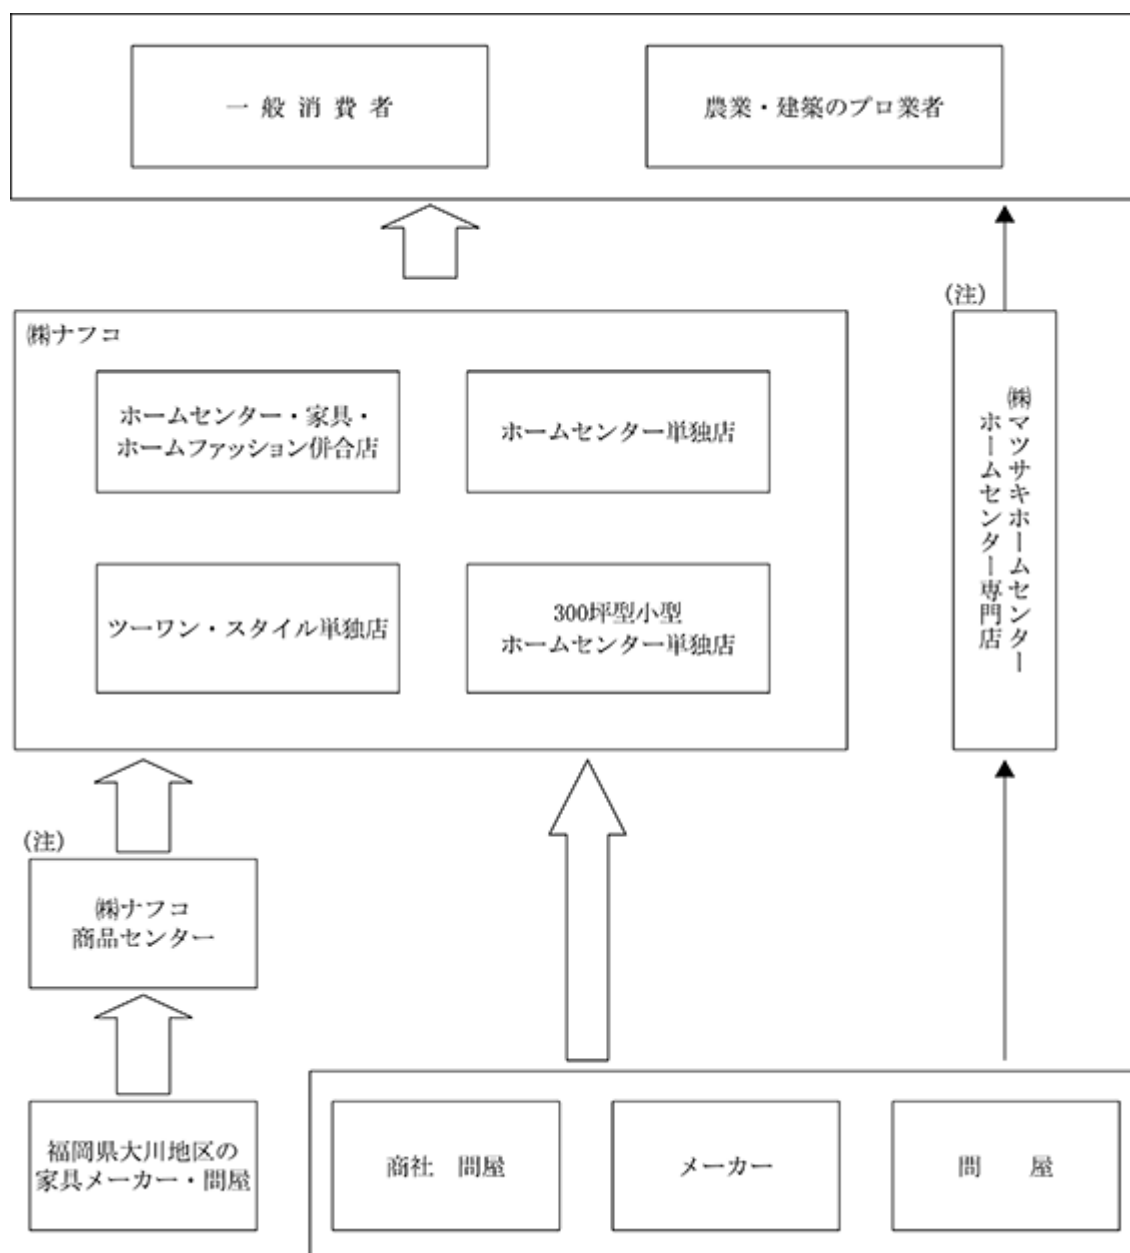 一般消費者
農業・建築のプロ業者
㈱ナフコ
ホームセンター・家具・
ホームファッション併合店
ホームセンター単独店
ツーワン・スタイル単独店
300坪型小型
ホームセンター単独店
(注)
㈱マツサキホームセンター
ホームセンター専門店
(注)
㈱ナフコ
商品センター
福岡県大川地区の
家具メーカー・問屋
商社　問屋
メーカー
問　　屋